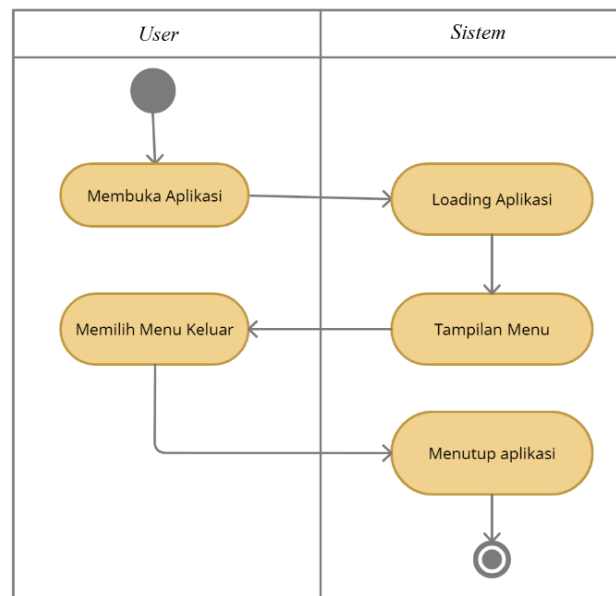 User
Sistem
Membuka Aplikasi
Loading Aplikasi
Memilih Menu Keluar
Tampilan Menu
Menutup aplikasi